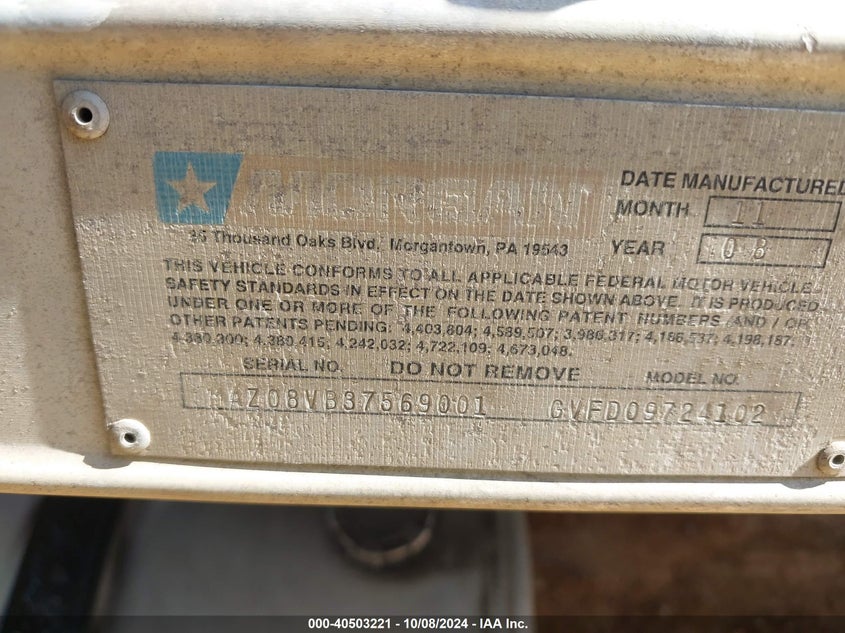 MORGAN
DATE MANUFACTURED
MONTH 11
95 Thousand Oaks Blvd, Morgantown, PA 19543
YEAR 08
THIS VEHICLE CONFORMS TO ALL APPLICABLE FEDERAL MOTOR VEHICLE
SAFETY STANDARDS IN EFFECT ON THE DATE SHOWN ABOVE. IT IS PRODUCED
UNDER ONE OR MORE OF THE FOLLOWING PATENT NUMBERS AND / OR
OTHER PATENTS PENDING: 4,403,804; 4,589,507; 3,986,317; 4,166,537; 4,198,187;
4,380,300; 4,380,415; 4,242,032; 4,722,109; 4,673,048.
SERIAL NO. DO NOT REMOVE MODEL NO.
AZ08VB37569001 GVFD09724102
000-40503221 - 10/08/2024 - IAA Inc.